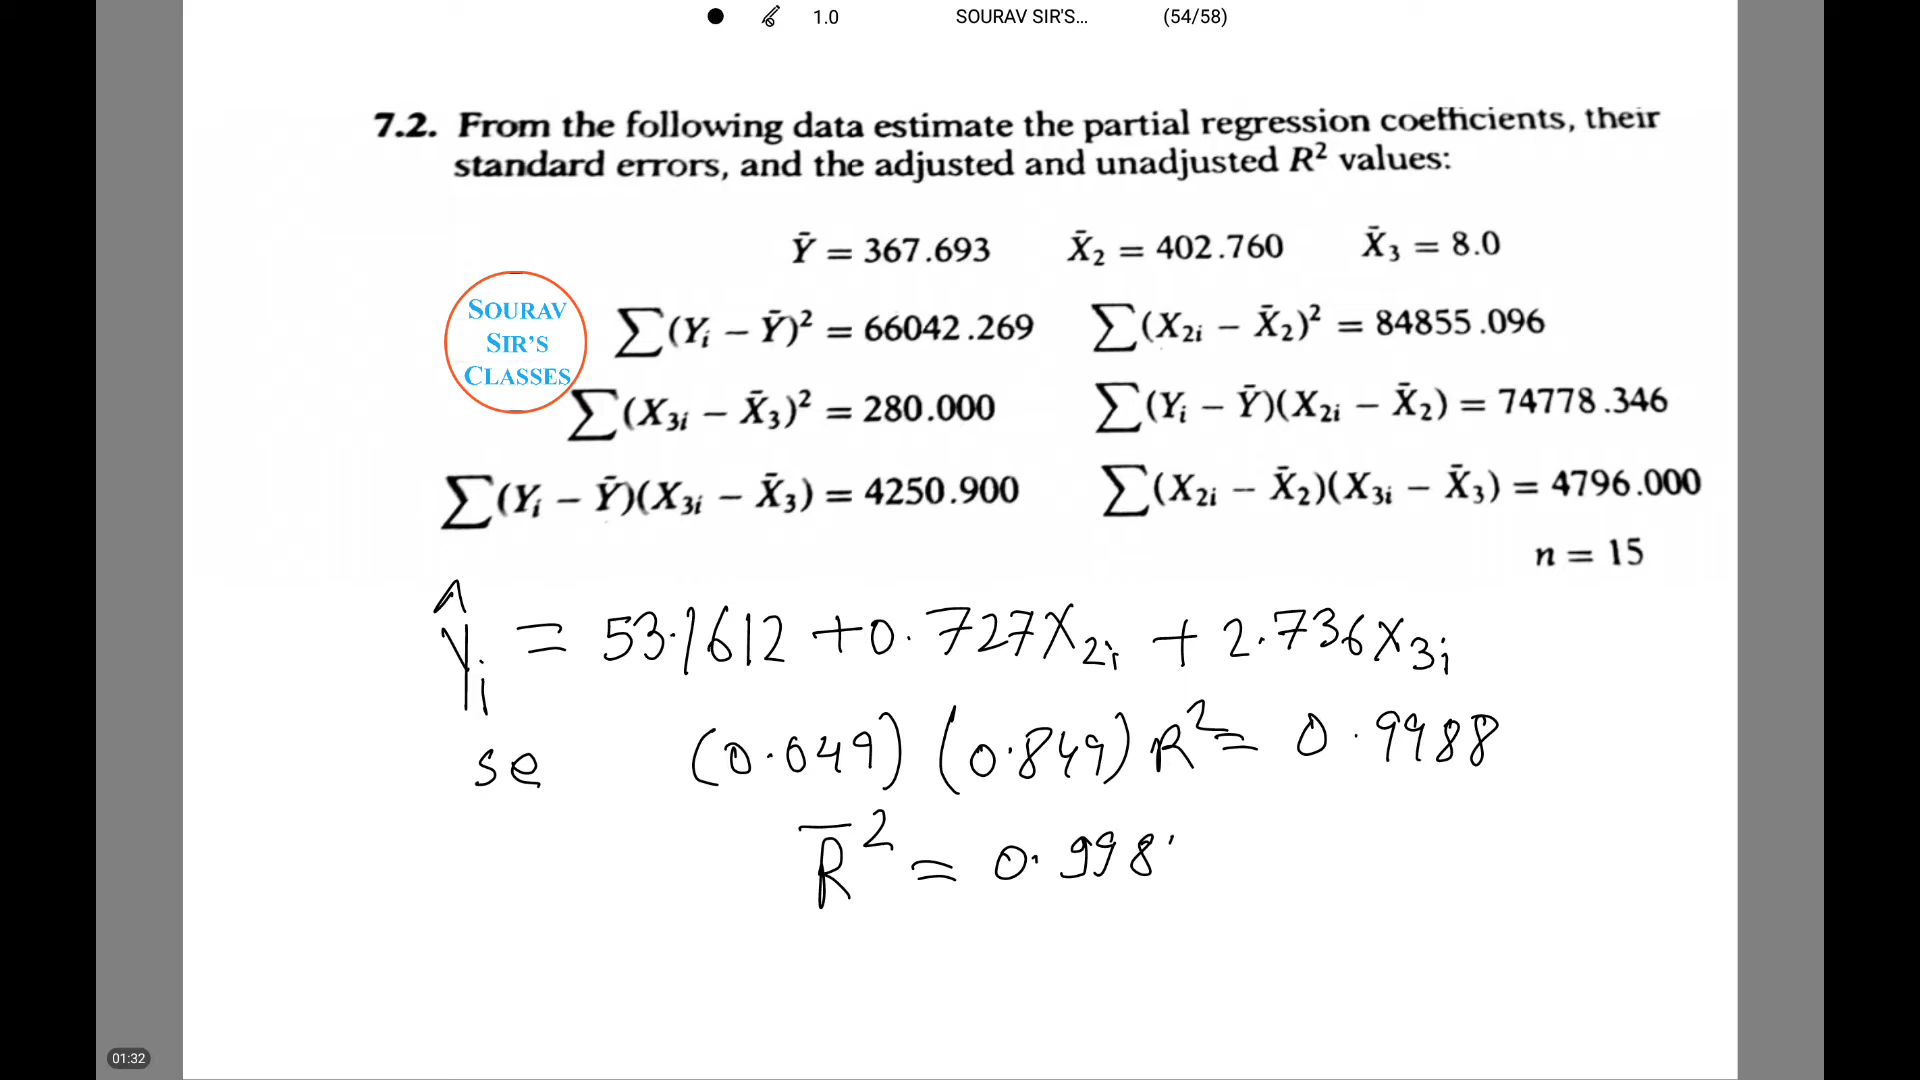 1.0 SOURAV SIR'S... (54/58)
7.2. From the following data estimate the partial regression coefficients, their
standard errors, and the adjusted and unadjusted R² values:
Ȳ = 367.693 X̄₂ = 402.760 X̄₃ = 8.0
SOURAV
SIR'S
CLASSES
∑(Yᵢ − Ȳ)² = 66042.269 ∑(X₂ᵢ − X̄₂)² = 84855.096
∑(X₃ᵢ − X̄₃)² = 280.000 ∑(Yᵢ − Ȳ)(X₂ᵢ − X̄₂) = 74778.346
∑(Yᵢ − Ȳ)(X₃ᵢ − X̄₃) = 4250.900 ∑(X₂ᵢ − X̄₂)(X₃ᵢ − X̄₃) = 4796.000
n = 15
Ŷᵢ = 53.1612 + 0.727X₂ᵢ + 2.736X₃ᵢ
se (0.049) (0.849) R² = 0.9988
R̄² = 0.998
01:32